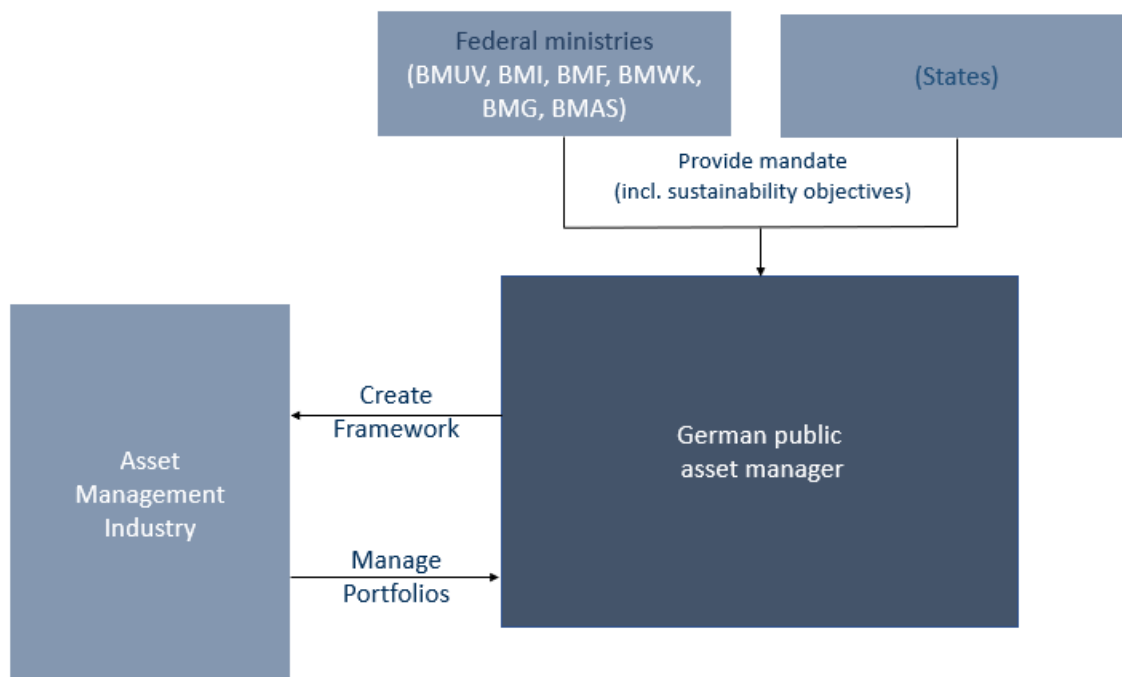 Federal ministries
(BMUV, BMI, BMF, BMWK,
BMG, BMAS)
(States)
Provide mandate
(incl. sustainability objectives)
Create
Framework
German public
asset manager
Asset
Management
Industry
Manage
Portfolios